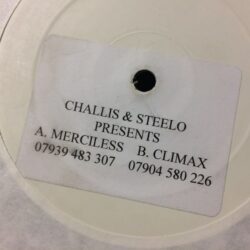 CHALLIS & STEELO
PRESENTS
A. MERCILESS B. CLIMAX
07939 483 307 07904 580 226